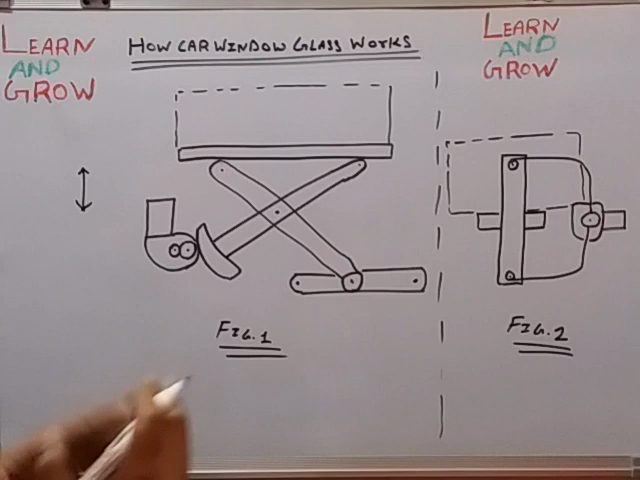 LEARN
AND
GROW
HOW CAR WINDOW GLASS WORKS
LEARN
AND
GROW
FIG.1
FIG.2